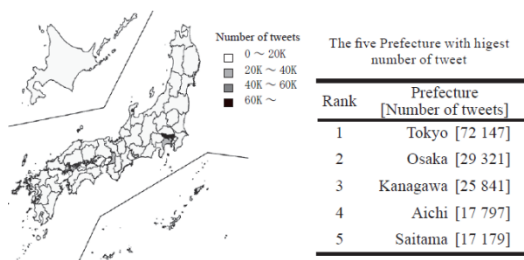 Number of tweets
0 ～ 20K
20K ～ 40K
40K ～ 60K
60K ～
The five Prefecture with higest
number of tweet
Rank Prefecture
[Number of tweets]
1 Tokyo [72 147]
2 Osaka [29 321]
3 Kanagawa [25 841]
4 Aichi [17 797]
5 Saitama [17 179]